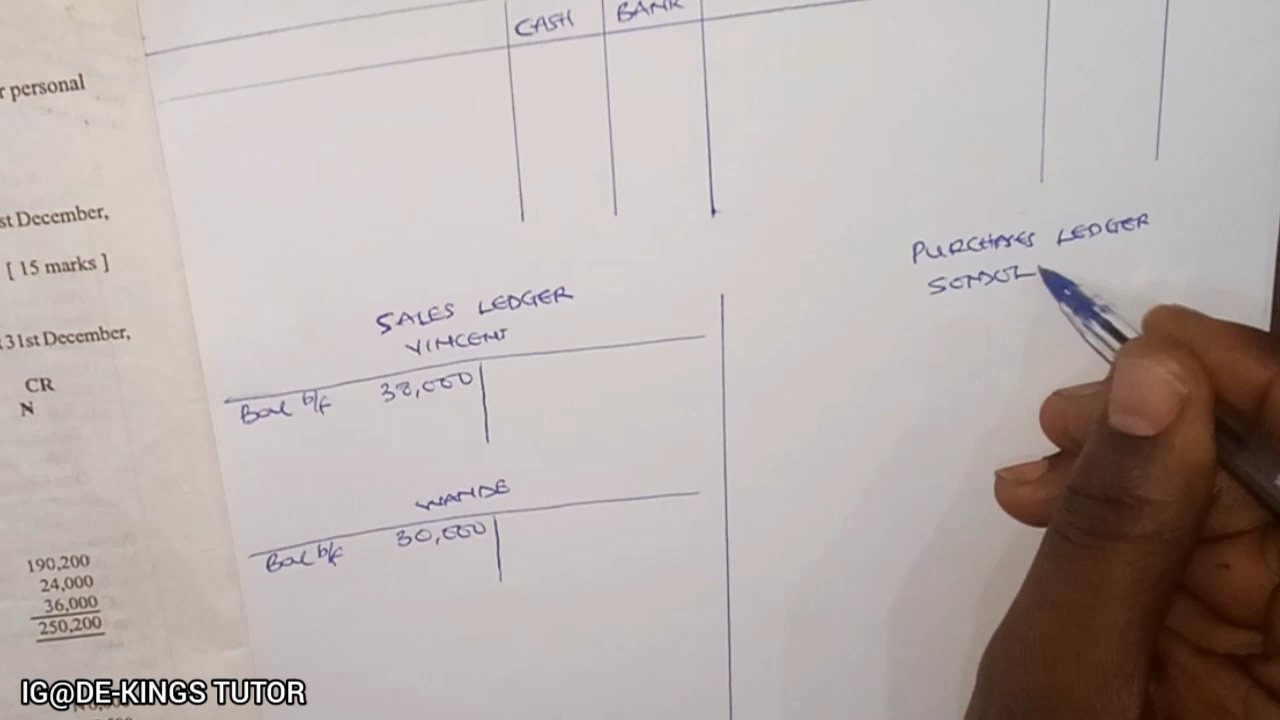 r personal
st December,
[ 15 marks ]
31st December,
CR
N
190,200
24,000
36,000
250,200
CASH BANK
SALES LEDGER
VINCENT
Bal b/f 38,000
WANDE
Bal b/f 30,000
PURCHASES LEDGER
IG@DE-KINGS TUTOR